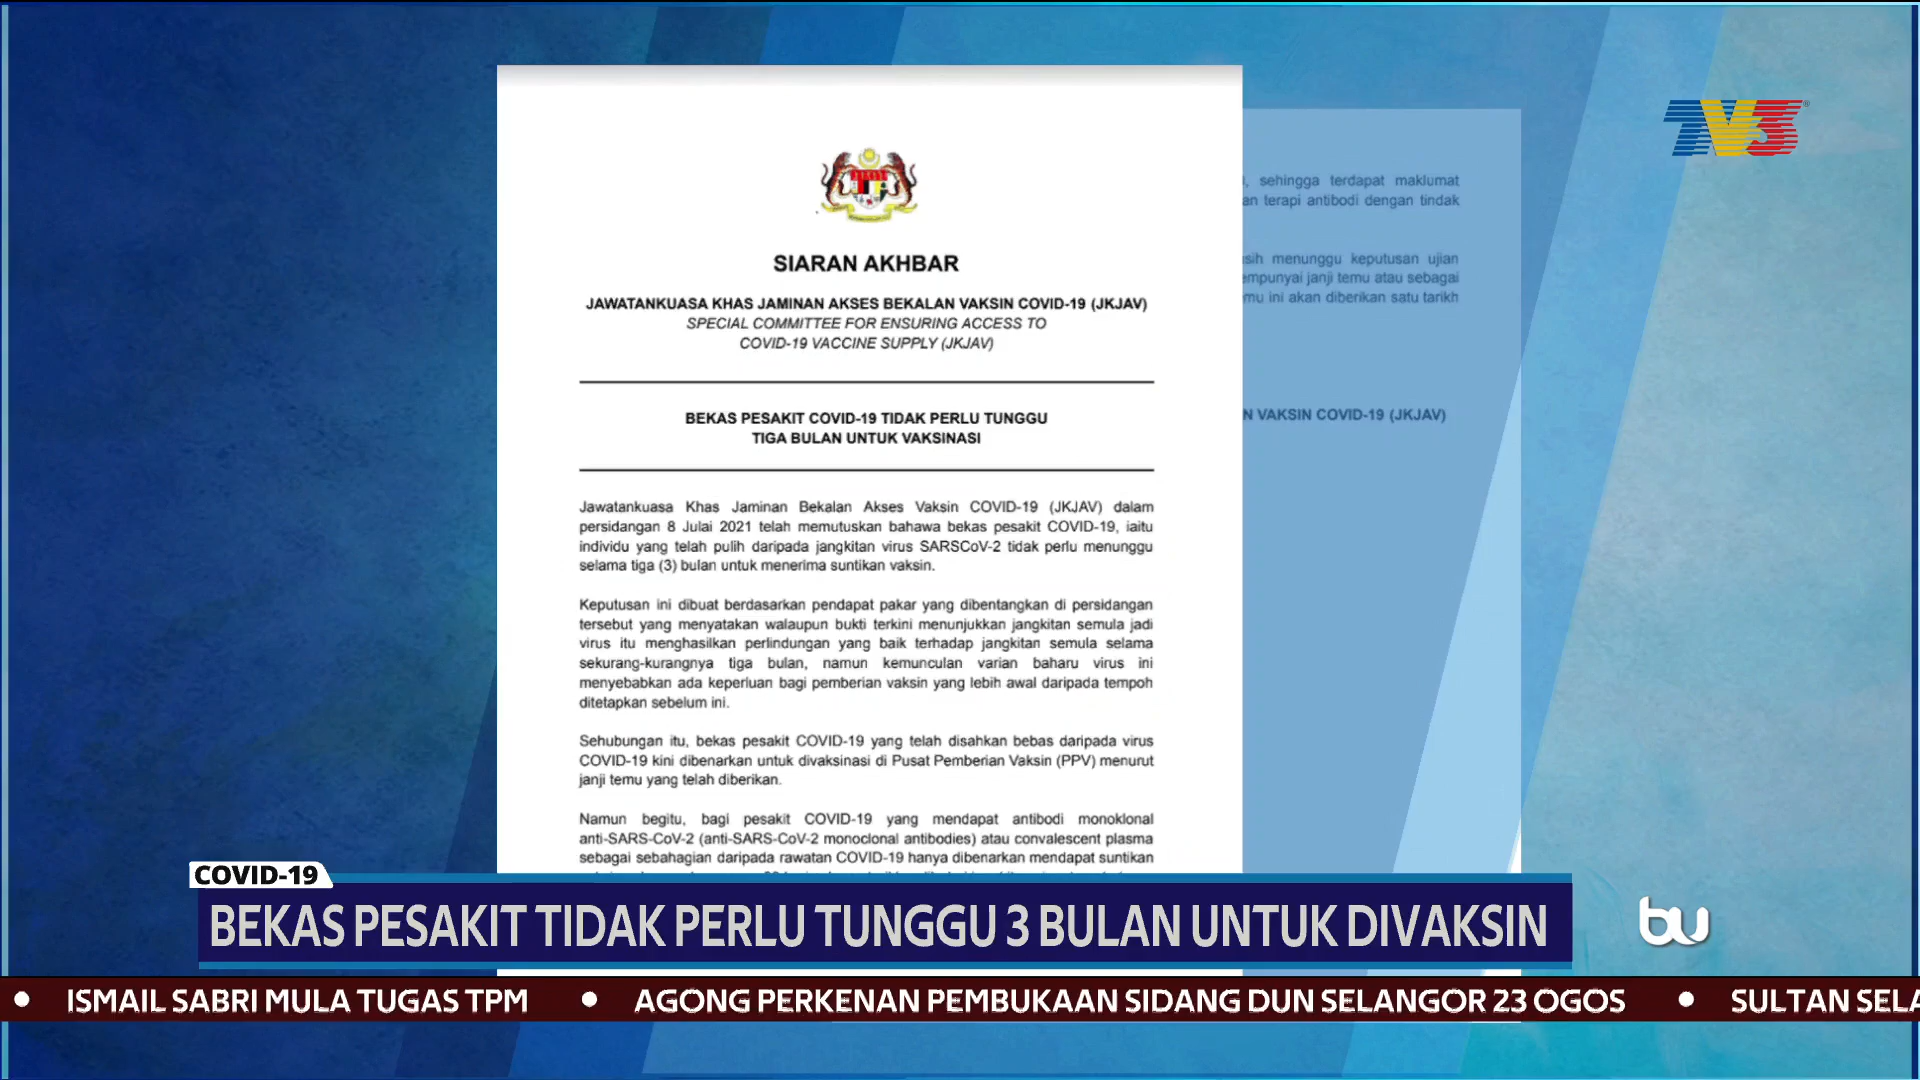 SIARAN AKHBAR
JAWATANKUASA KHAS JAMINAN AKSES BEKALAN VAKSIN COVID-19 (JKJAV)
SPECIAL COMMITTEE FOR ENSURING ACCESS TO
COVID-19 VACCINE SUPPLY (JKJAV)
BEKAS PESAKIT COVID-19 TIDAK PERLU TUNGGU
TIGA BULAN UNTUK VAKSINASI
Jawatankuasa Khas Jaminan Bekalan Akses Vaksin COVID-19 (JKJAV) dalam
persidangan 8 Julai 2021 telah memutuskan bahawa bekas pesakit COVID-19, iaitu
individu yang telah pulih daripada jangkitan virus SARSCoV-2 tidak perlu menunggu
selama tiga (3) bulan untuk menerima suntikan vaksin.
Keputusan ini dibuat berdasarkan pendapat pakar yang dibentangkan di persidangan
tersebut yang menyatakan walaupun bukti terkini menunjukkan jangkitan semula jadi
virus itu menghasilkan perlindungan yang baik terhadap jangkitan semula selama
sekurang-kurangnya tiga bulan, namun kemunculan varian baharu virus ini
menyebabkan ada keperluan bagi pemberian vaksin yang lebih awal daripada tempoh
ditetapkan sebelum ini.
Sehubungan itu, bekas pesakit COVID-19 yang telah disahkan bebas daripada virus
COVID-19 kini dibenarkan untuk divaksinasi di Pusat Pemberian Vaksin (PPV) menurut
janji temu yang telah diberikan.
Namun begitu, bagi pesakit COVID-19 yang mendapat antibodi monoklonal
anti-SARS-CoV-2 (anti-SARS-CoV-2 monoclonal antibodies) atau convalescent plasma
sebagai sebahagian daripada rawatan COVID-19 hanya dibenarkan mendapat suntikan
TV3
, sehingga terdapat maklumat
an terapi antibodi dengan tindak
sih menunggu keputusan ujian
empunyai janji temu atau sebagai
mu ini akan diberikan satu tarikh
N VAKSIN COVID-19 (JKJAV)
COVID-19
BEKAS PESAKIT TIDAK PERLU TUNGGU 3 BULAN UNTUK DIVAKSIN
bu
• ISMAIL SABRI MULA TUGAS TPM • AGONG PERKENAN PEMBUKAAN SIDANG DUN SELANGOR 23 OGOS • SULTAN SELA